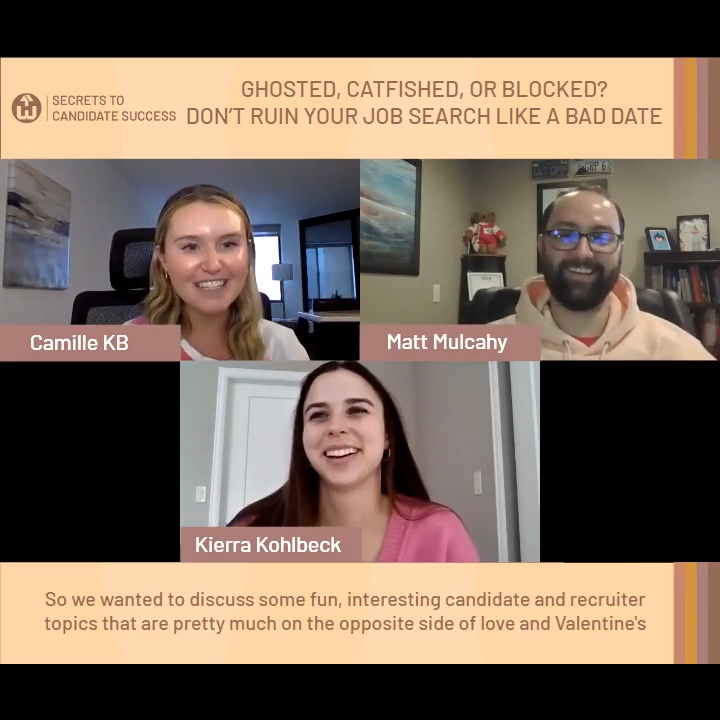 SECRETS TO
CANDIDATE SUCCESS
GHOSTED, CATFISHED, OR BLOCKED?
DON'T RUIN YOUR JOB SEARCH LIKE A BAD DATE
Camille KB
Matt Mulcahy
Kierra Kohlbeck
So we wanted to discuss some fun, interesting candidate and recruiter
topics that are pretty much on the opposite side of love and Valentine's